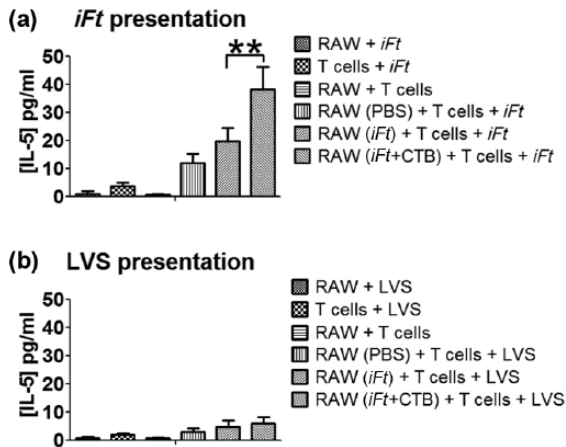 (a) iFt presentation
[IL-5] pg/ml
50
40
30
20
10
0
**
RAW + iFt
T cells + iFt
RAW + T cells
RAW (PBS) + T cells + iFt
RAW (iFt) + T cells + iFt
RAW (iFt+CTB) + T cells + iFt
(b) LVS presentation
[IL-5] pg/ml
50
40
30
20
10
0
RAW + LVS
T cells + LVS
RAW + T cells
RAW (PBS) + T cells + LVS
RAW (iFt) + T cells + LVS
RAW (iFt+CTB) + T cells + LVS